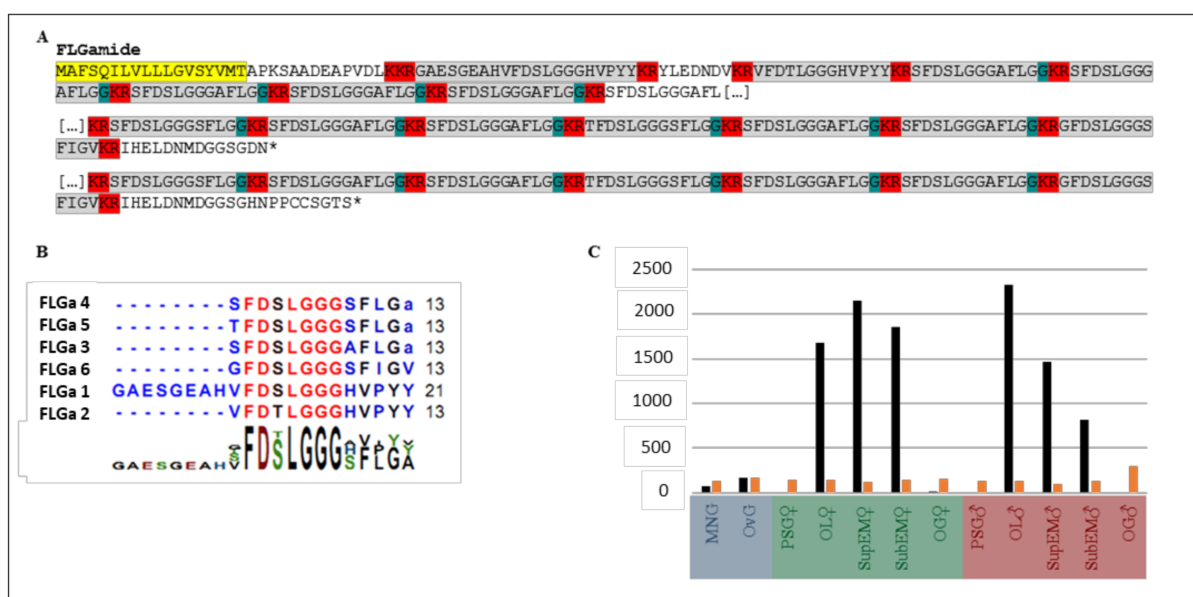 A
FLGamide
MAFSQILVLLLGVSYVMTAPKSAADEAPVDLKKRGAESGEAHVFDSLGGGHVPYYKRYLEDNDVKRVFDTLGGGHVPYYKRSFDSLGGGAFLGGKRSFDSLGGG
AFLGGKRSFDSLGGGAFLGGKRSFDSLGGGAFLGGKRSFDSLGGGAFLGGKRSFDSLGGGAFL[…]
[…]KRSFDSLGGGSFLGGKRSFDSLGGGAFLGGKRSFDSLGGGAFLGGKRTFDSLGGGSFLGGKRSFDSLGGGAFLGGKRSFDSLGGGAFLGGKRGFDSLGGGS
FIGVKRIHELDNMDGGSGDN*
[…]KRSFDSLGGGSFLGGKRSFDSLGGGAFLGGKRSFDSLGGGAFLGGKRTFDSLGGGSFLGGKRSFDSLGGGAFLGGKRSFDSLGGGAFLGGKRGFDSLGGGS
FIGVKRIHELDNMDGGSGHNPPCCSGTS*
B
FLGa 4 --------SFDSLGGGSFLGa 13
FLGa 5 --------TFDSLGGGSFLGa 13
FLGa 3 --------SFDSLGGGAFLGa 13
FLGa 6 --------GFDSLGGGSFIGV 13
FLGa 1 GAESGEAHVFDSLGGGHVPYY 21
FLGa 2 --------VFDTLGGGHVPYY 13
GAESGEAHVFDSLGGGSFLGA
C
2500
2000
1500
1000
500
0
MNG
OvG
PSG♀
OL♀
SupEM♀
SubEM♀
OG♀
PSG♂
OL♂
SupEM♂
SubEM♂
OG♂